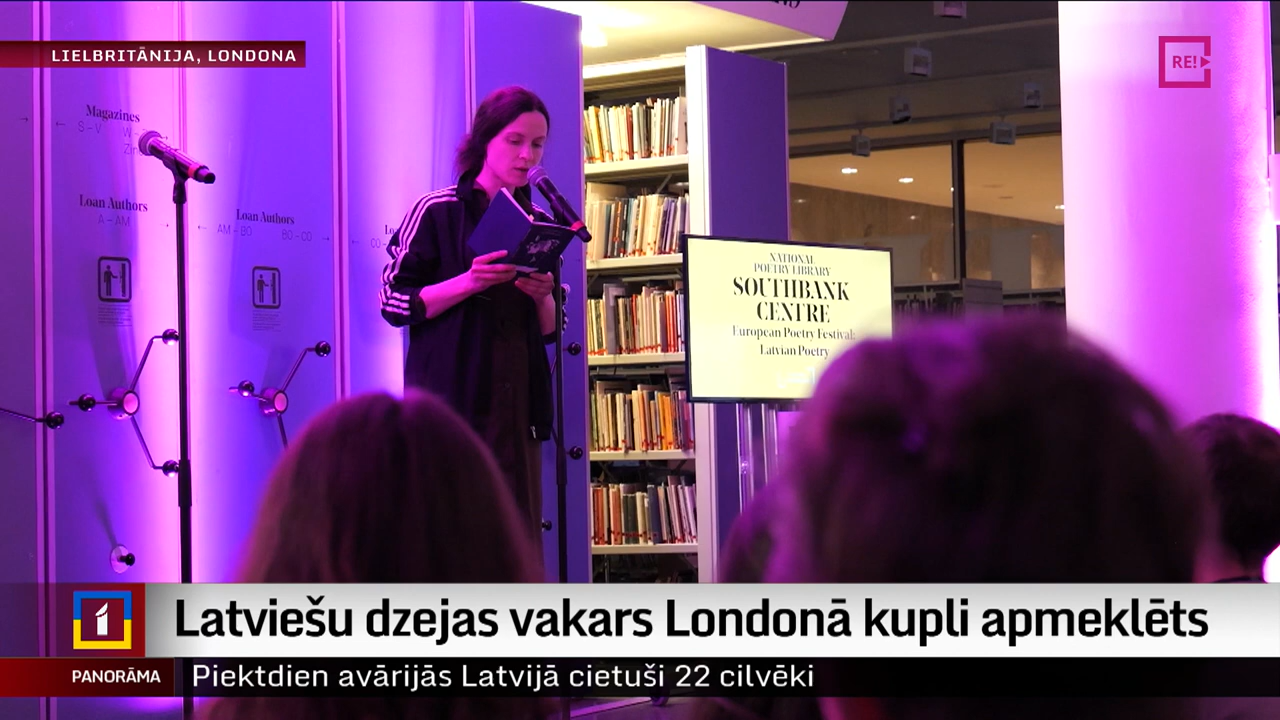 LIELBRITĀNIJA, LONDONA
RE!
Magazines
S – V
Loan Authors
A – AM
Loan Authors
AM – BO
BO – CO
NATIONAL
POETRY LIBRARY
SOUTHBANK
CENTRE
European Poetry Festival:
Latvian Poetry
1
Latviešu dzejas vakars Londonā kupli apmeklēts
PANORĀMA
Piektdien avārijās Latvijā cietuši 22 cilvēki